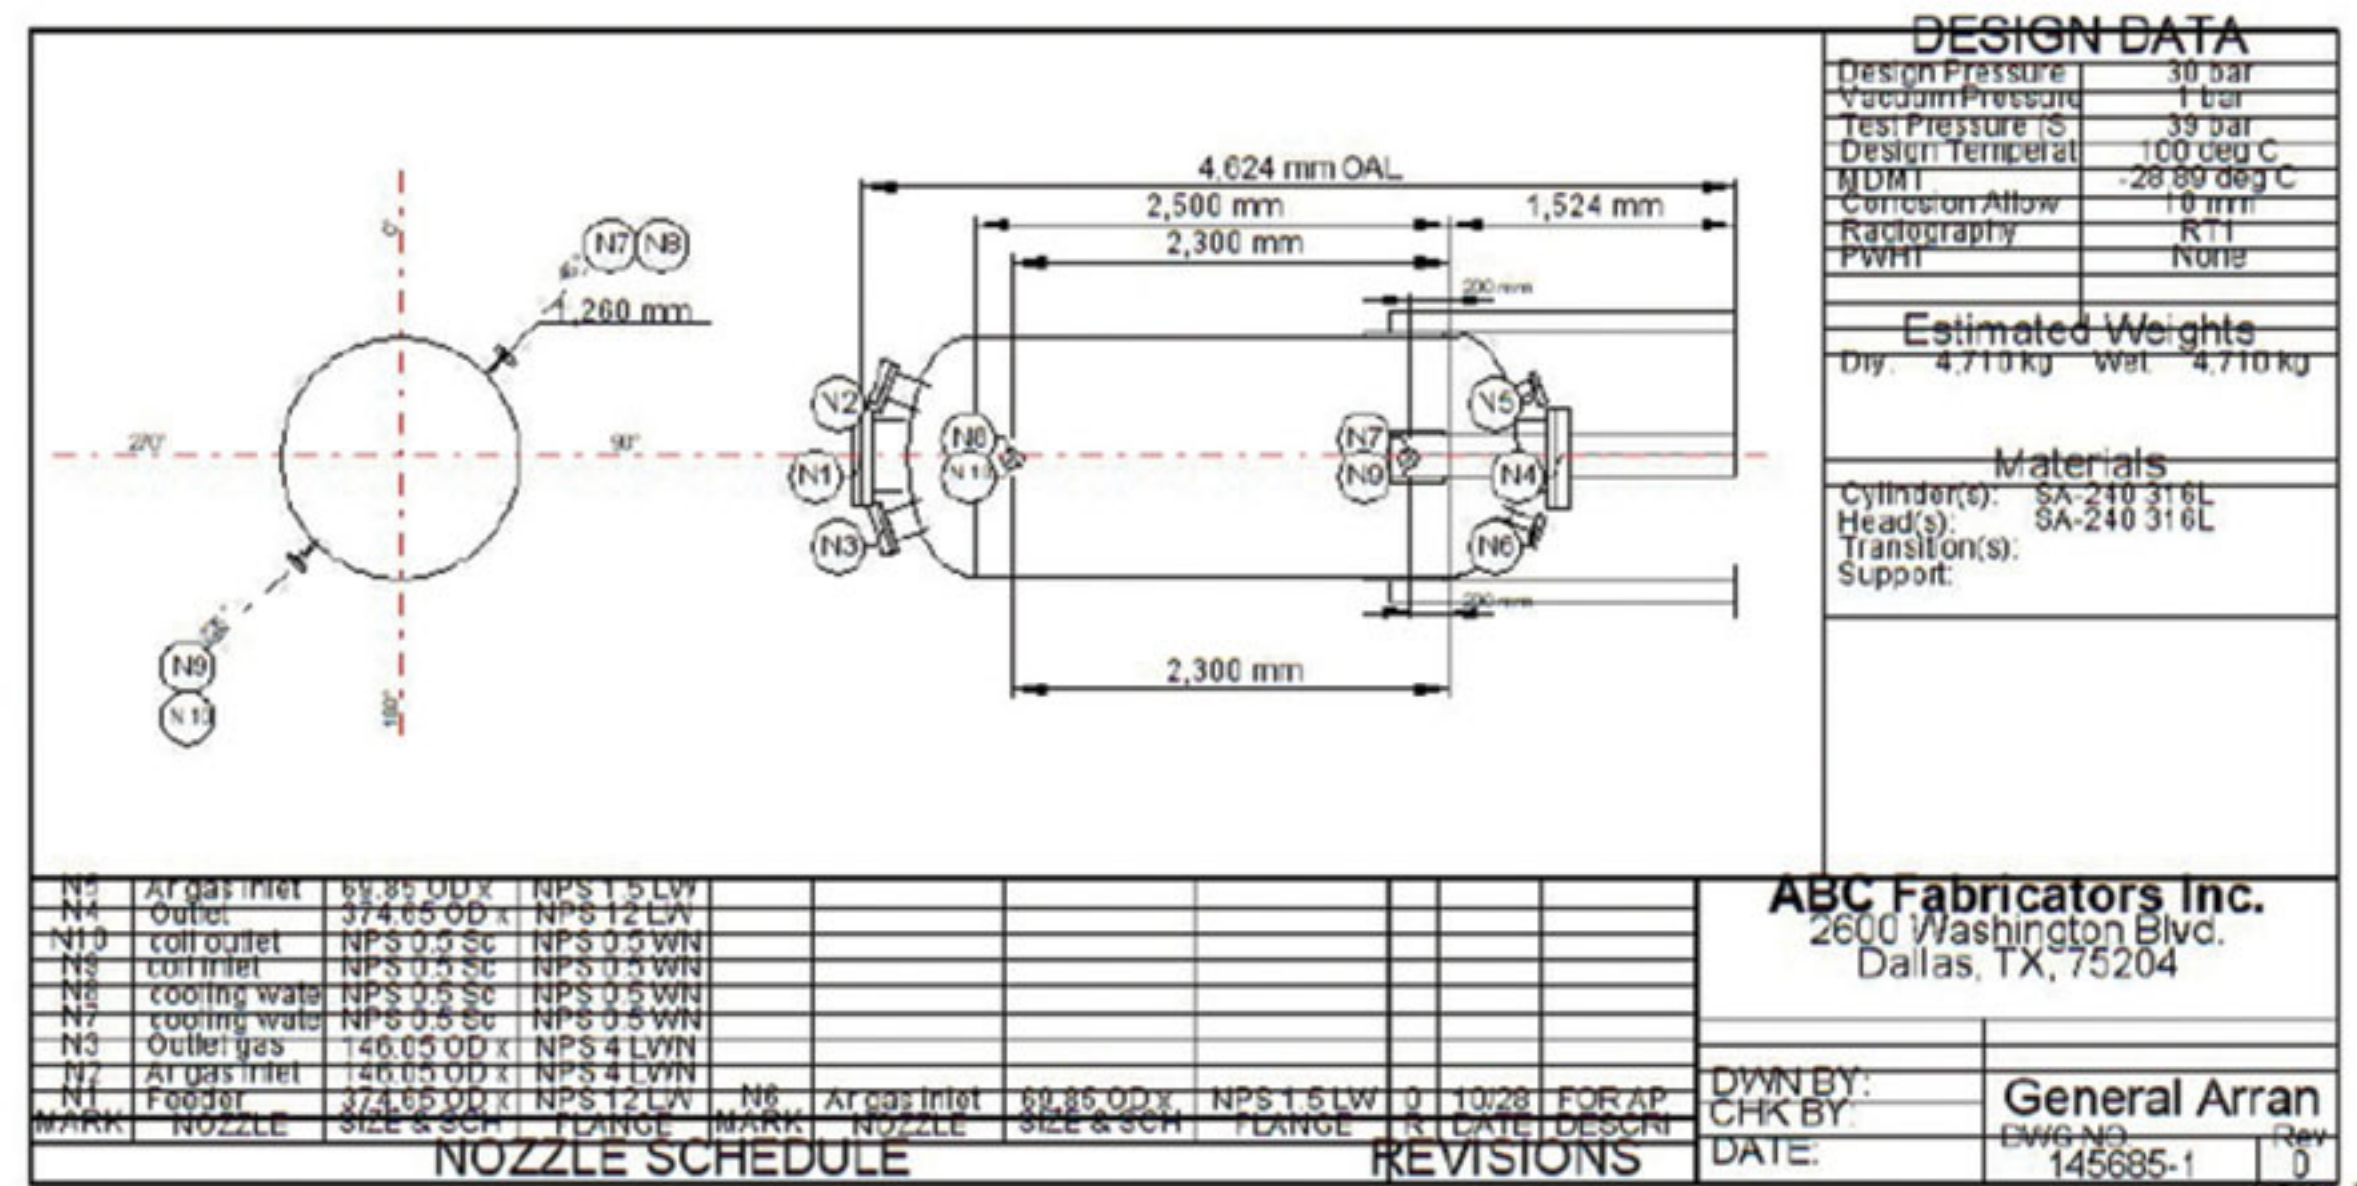 DESIGN DATA
Design Pressure 30 bar
Vacuum Pressure 1 bar
Test Pressure (S 39 bar
Design Temperat 100 deg C
MDMT -28.89 deg C
Corrosion Allow 10 mm
Radiography RT1
PWHT None
Estimated Weights
Dry: 4,710 kg Wet: 4,710 kg
Materials
Cylinder(s): SA-240 316L
Head(s): SA-240 316L
Transition(s):
Support:
4,624 mm OAL
2,500 mm 1,524 mm
2,300 mm
200 mm
0°
N7 N8
1,260 mm
270° 90°
N9
N10
180°
N2
N1
N3
N8
N10
N7
N9
N5
N4
N6
200 mm
2,300 mm
N5 Ar gas inlet 69.85 OD x NPS 1.5 LW
N4 Outlet 374.65 OD x NPS 12 LW
N10 coil outlet NPS 0.5 Sc NPS 0.5 WN
N9 coil inlet NPS 0.5 Sc NPS 0.5 WN
N8 cooling wate NPS 0.5 Sc NPS 0.5 WN
N7 cooling wate NPS 0.5 Sc NPS 0.5 WN
N3 Outlet gas 146.05 OD x NPS 4 LWN
N2 Ar gas inlet 146.05 OD x NPS 4 LWN
N1 Feeder 374.65 OD x NPS 12 LW N6 Ar gas inlet 69.85 OD x NPS 1.5 LW 0 10/28 FOR AP
MARK NOZZLE SIZE & SCH FLANGE MARK NOZZLE SIZE & SCH FLANGE R DATE DESCRI
NOZZLE SCHEDULE REVISIONS
ABC Fabricators Inc.
2600 Washington Blvd.
Dallas, TX, 75204
DWN BY:
CHK BY:
DATE:
General Arran
DWG NO. Rev
145685-1 0